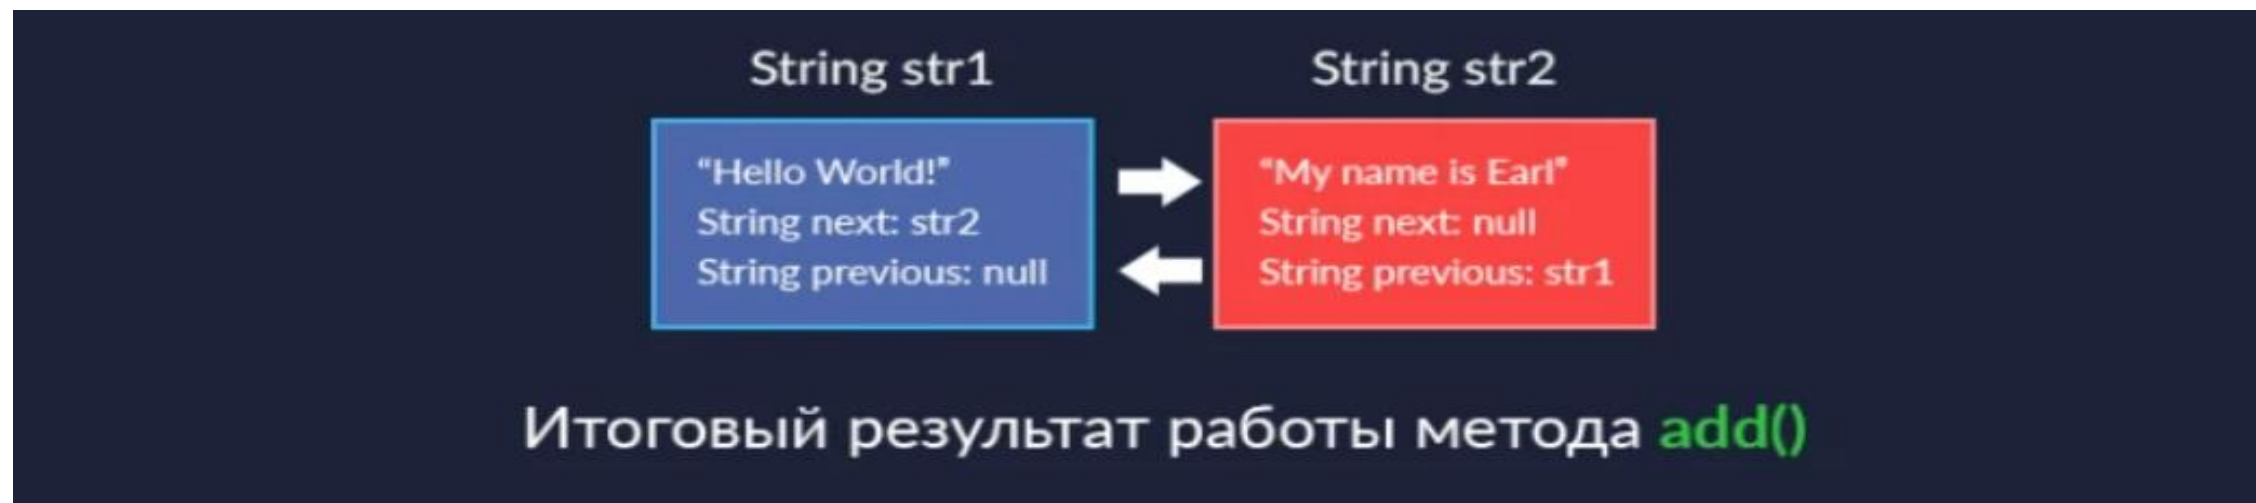 String str1
“Hello World!”
String next: str2
String previous: null
String str2
“My name is Earl”
String next: null
String previous: str1
Итоговый результат работы метода add()